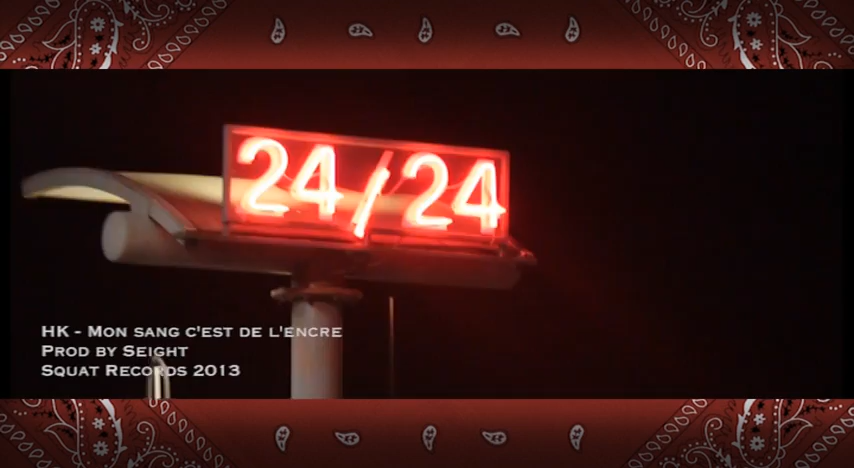 24/24
HK - Mon sang c'est de l'encre
Prod by Seight
Squat Records 2013